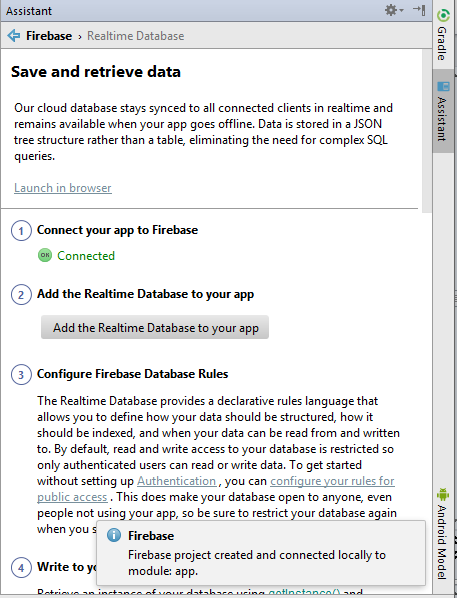 Assistant
Firebase › Realtime Database
Save and retrieve data
Our cloud database stays synced to all connected clients in realtime and
remains available when your app goes offline. Data is stored in a JSON
tree structure rather than a table, eliminating the need for complex SQL
queries.
Launch in browser
1 Connect your app to Firebase
OK Connected
2 Add the Realtime Database to your app
Add the Realtime Database to your app
3 Configure Firebase Database Rules
The Realtime Database provides a declarative rules language that
allows you to define how your data should be structured, how it
should be indexed, and when your data can be read from and written
to. By default, read and write access to your database is restricted so
only authenticated users can read or write data. To get started
without setting up Authentication , you can configure your rules for
public access . This does make your database open to anyone, even
people not using your app, so be sure to restrict your database again
when you
4 Write to
Firebase
Firebase project created and connected locally to
module: app.
Retrieve an instance of your database using getInstance() and
Gradle
Assistant
Android Model